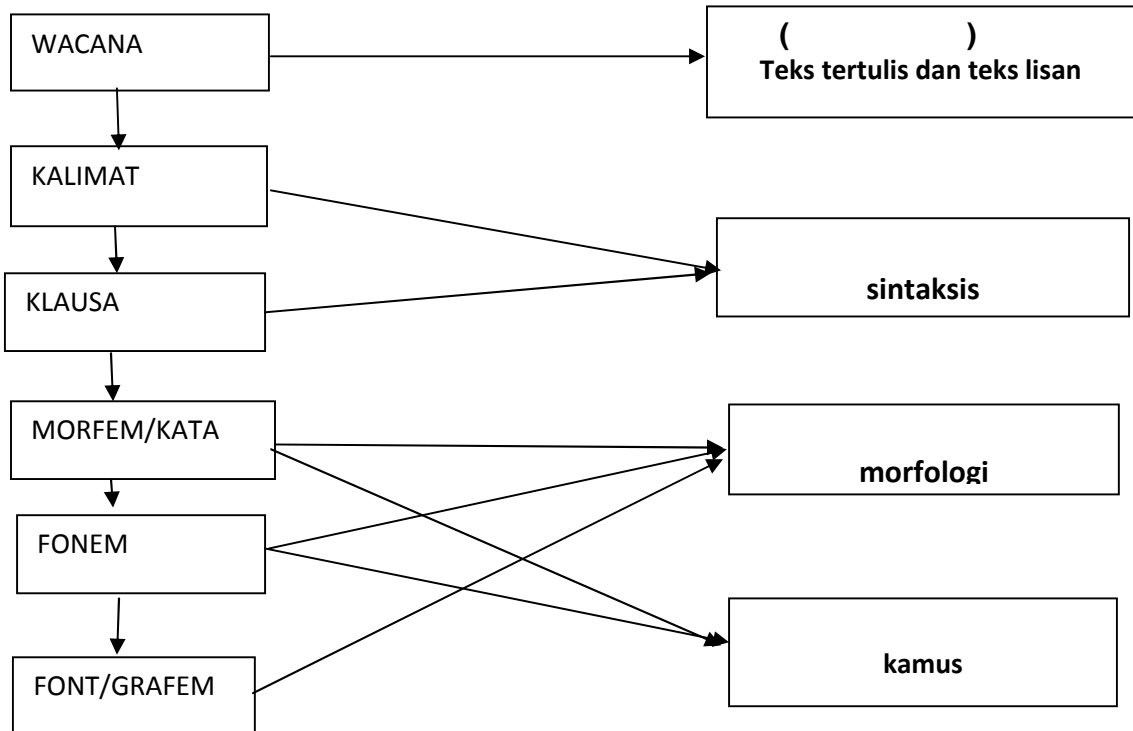 WACANA
( )
Teks tertulis dan teks lisan
KALIMAT
sintaksis
KLAUSA
MORFEM/KATA
morfologi
FONEM
kamus
FONT/GRAFEM